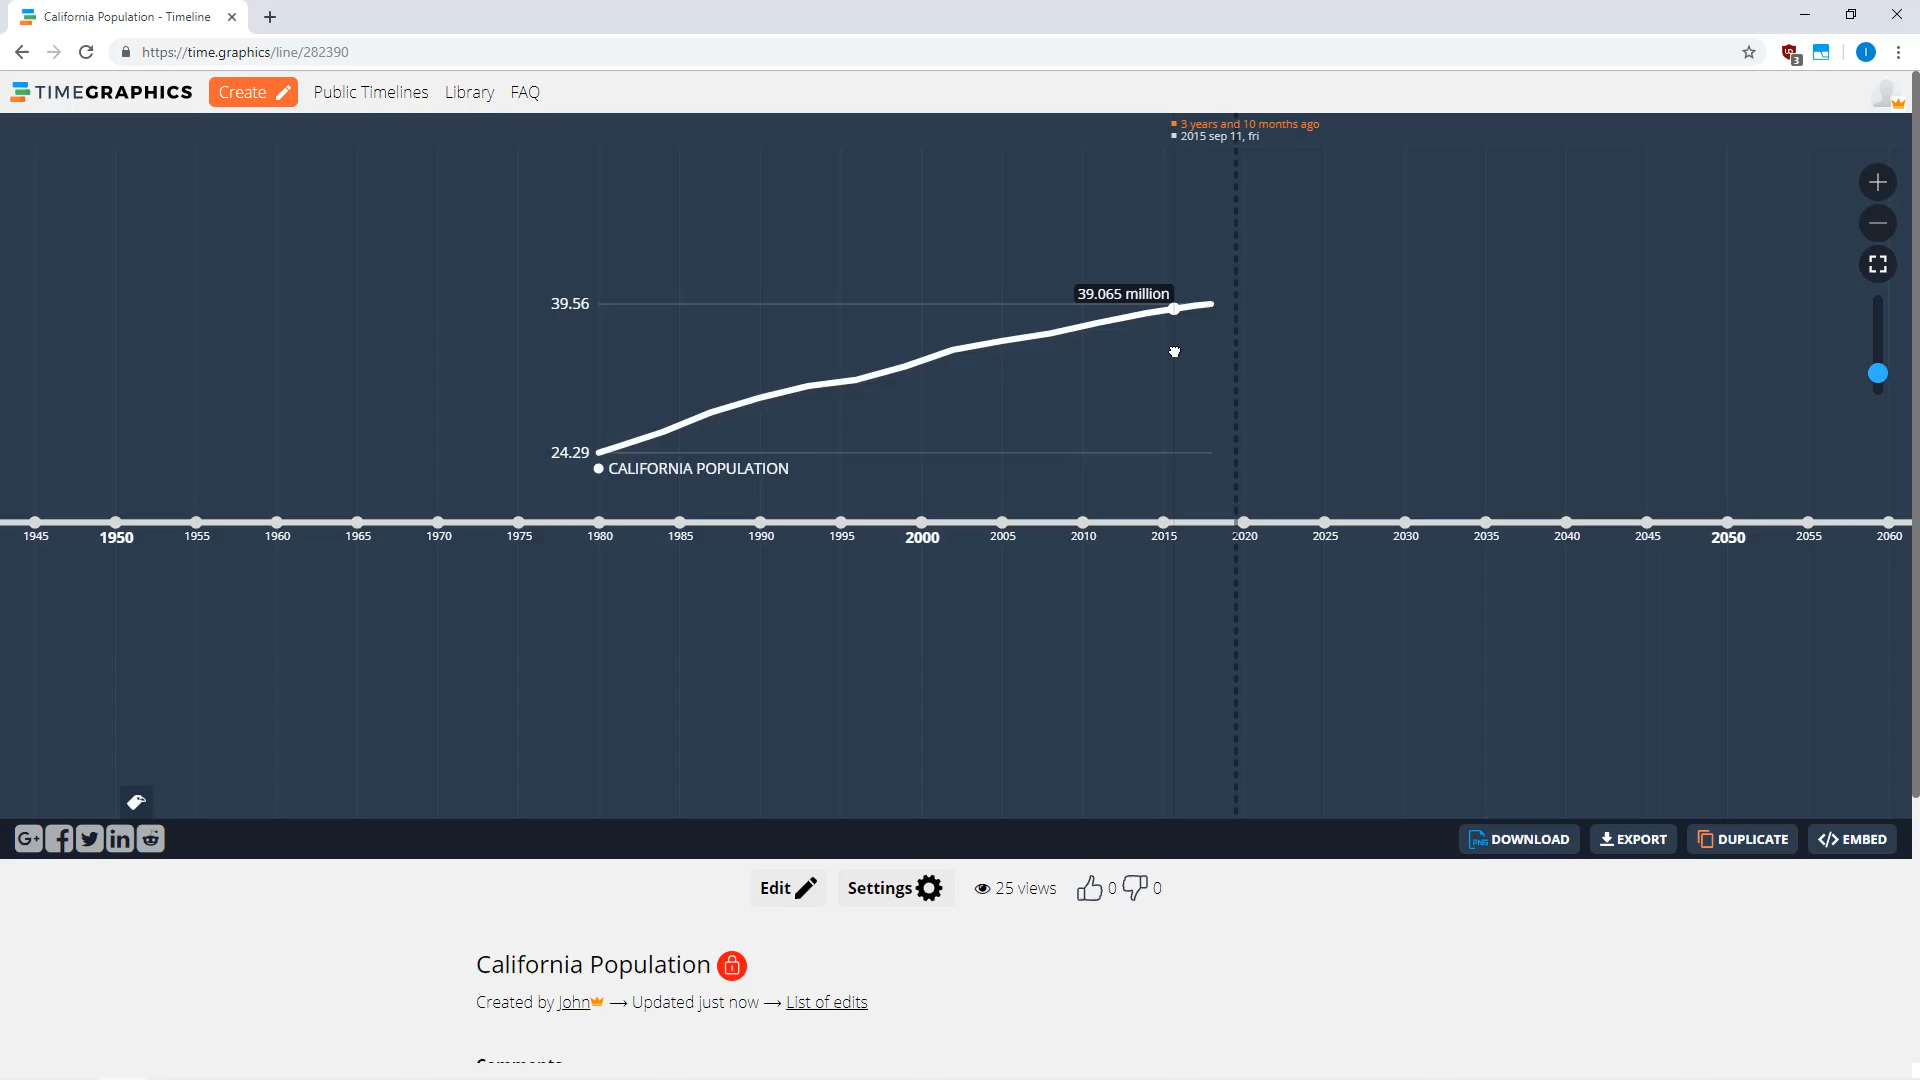 California Population - Timeline
https://time.graphics/line/282390
3
I
TIMEGRAPHICS
Create
Public Timelines
Library
FAQ
3 years and 10 months ago
2015 sep 11, fri
39.56
39.065 million
24.29
CALIFORNIA POPULATION
1945 1950 1955 1960 1965 1970 1975 1980 1985 1990 1995 2000 2005 2010 2015 2020 2025 2030 2035 2040 2045 2050 2055 2060
G+
in
PNG DOWNLOAD
EXPORT
DUPLICATE
</> EMBED
Edit
Settings
25 views
0
0
California Population
Created by John → Updated just now → List of edits